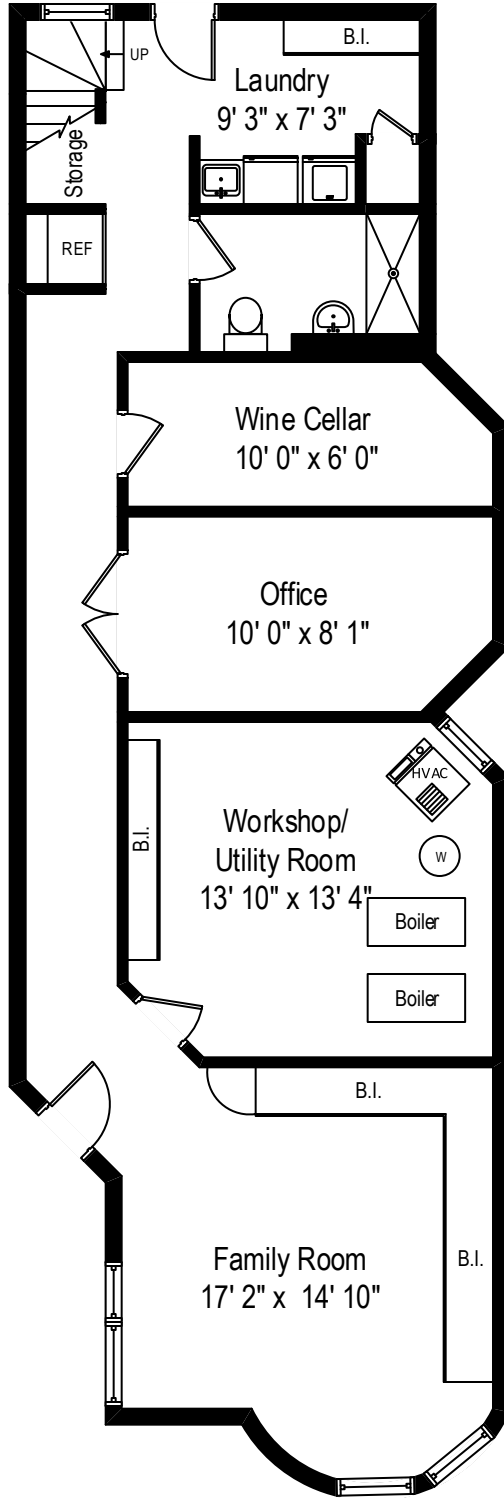 B.I.
UP
Laundry
9' 3" x 7' 3"
Storage
REF
Wine Cellar
10' 0" x 6' 0"
Office
10' 0" x 8' 1"
HVAC
Workshop/
Utility Room
13' 10" x 13' 4"
B.I.
W
Boiler
Boiler
B.I.
Family Room
17' 2" x 14' 10"
B.I.